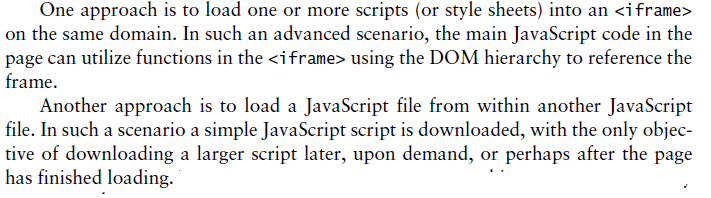 One approach is to load one or more scripts (or style sheets) into an <iframe>
on the same domain. In such an advanced scenario, the main JavaScript code in the
page can utilize functions in the <iframe> using the DOM hierarchy to reference the
frame.
Another approach is to load a JavaScript file from within another JavaScript
file. In such a scenario a simple JavaScript script is downloaded, with the only objec-
tive of downloading a larger script later, upon demand, or perhaps after the page
has finished loading.